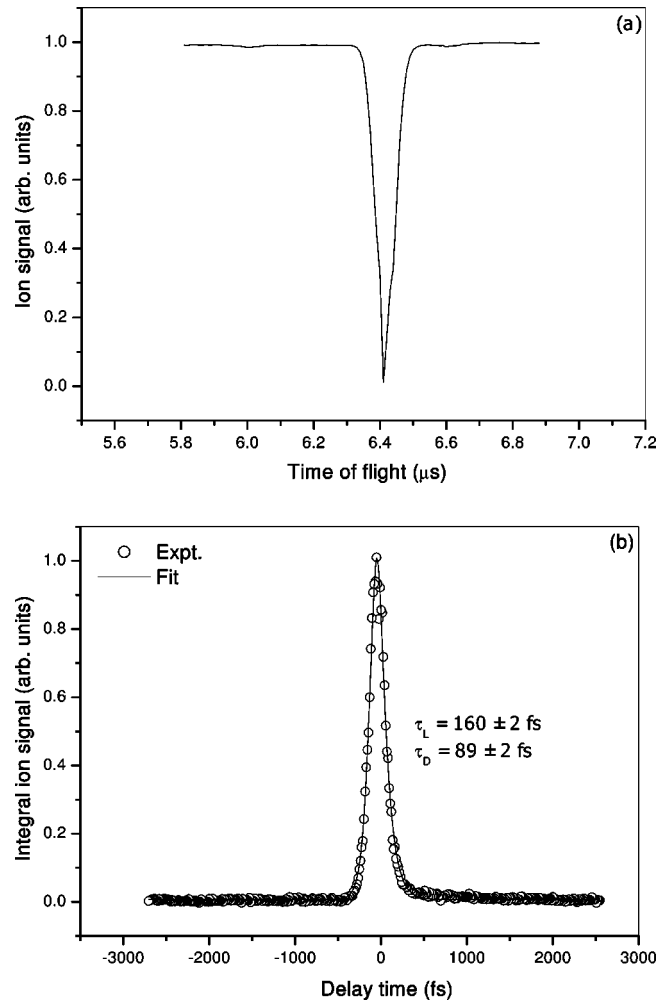 (a)
Ion signal (arb. units)
1.0
0.8
0.6
0.4
0.2
0.0
5.6 5.8 6.0 6.2 6.4 6.6 6.8 7.0 7.2
Time of flight (μs)
(b)
Expt.
Fit
Integral ion signal (arb. units)
1.0
0.8
0.6
0.4
0.2
0.0
τL = 160 ± 2 fs
τD = 89 ± 2 fs
-3000 -2000 -1000 0 1000 2000 3000
Delay time (fs)